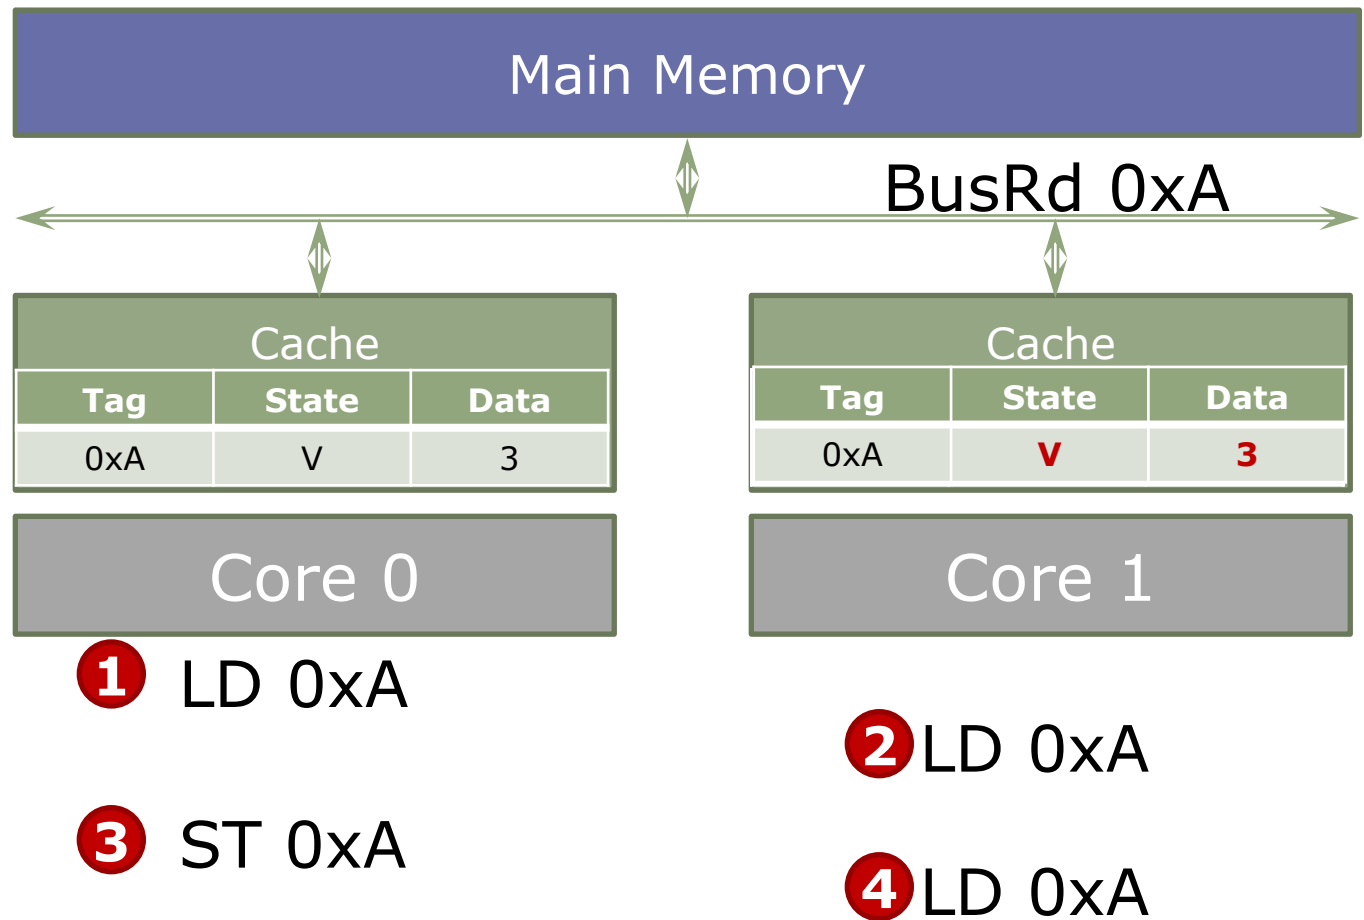 Main Memory
BusRd 0xA
Cache
Tag State Data
0xA V 3
Cache
Tag State Data
0xA V 3
Core 0
Core 1
1 LD 0xA
2 LD 0xA
3 ST 0xA
4 LD 0xA